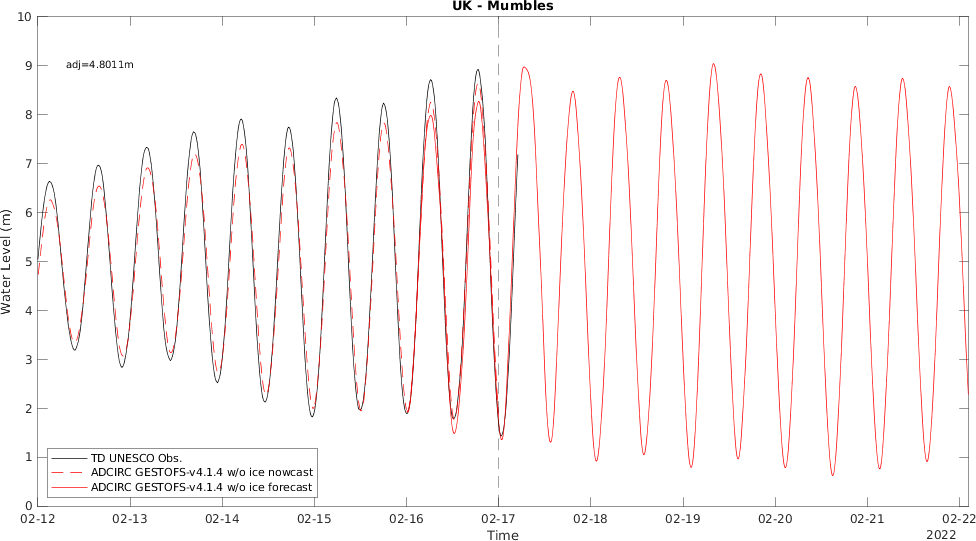 UK - Mumbles
10
9
8
7
6
5
4
3
2
1
0
Water Level (m)
adj=4.8011m
TD UNESCO Obs.
ADCIRC GESTOFS-v4.1.4 w/o ice nowcast
ADCIRC GESTOFS-v4.1.4 w/o ice forecast
02-12 02-13 02-14 02-15 02-16 02-17 02-18 02-19 02-20 02-21 02-22
Time
2022